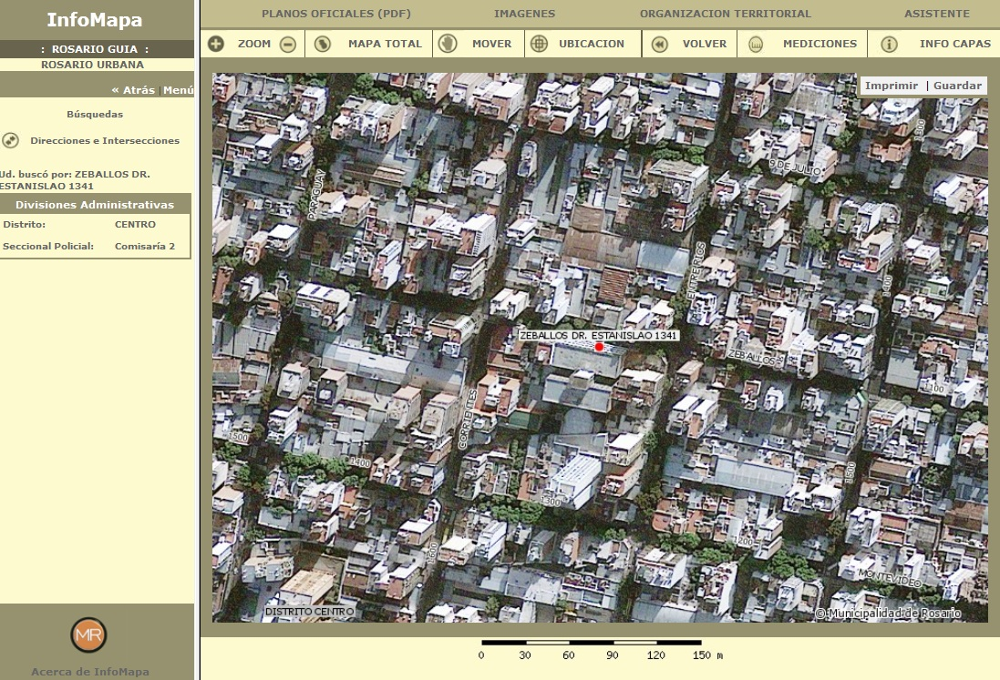 InfoMapa
: ROSARIO GUIA :
ROSARIO URBANA
« Atrás | Menú
Búsquedas
Direcciones e Intersecciones
Ud. buscó por: ZEBALLOS DR.
ESTANISLAO 1341
Divisiones Administrativas
Distrito: CENTRO
Seccional Policial: Comisaría 2
MR
Acerca de InfoMapa
PLANOS OFICIALES (PDF) IMAGENES ORGANIZACION TERRITORIAL ASISTENTE
ZOOM MAPA TOTAL MOVER UBICACION VOLVER MEDICIONES INFO CAPAS
Imprimir | Guardar
1300
9 DE JULIO
PARAGUAY
ENTRE RIOS
1400
ZEBALLOS DR. ESTANISLAO 1341
ZEBALLOS
1100
CORRIENTES
1500
1400
1500
1300
1200
1600
MONTEVIDEO
DISTRITO CENTRO
© Municipalidad de Rosario
0 30 60 90 120 150 m